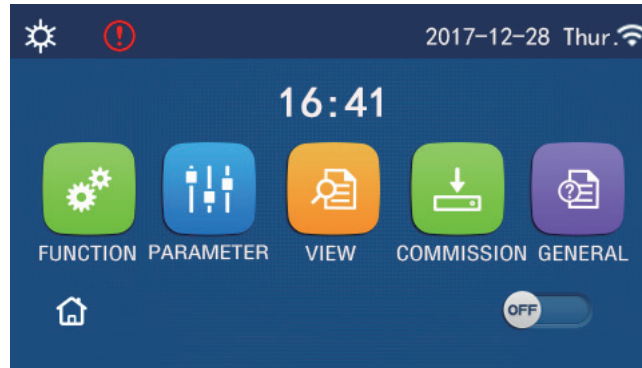 2017-12-28 Thur.
16:41
FUNCTION PARAMETER VIEW COMMISSION GENERAL
OFF